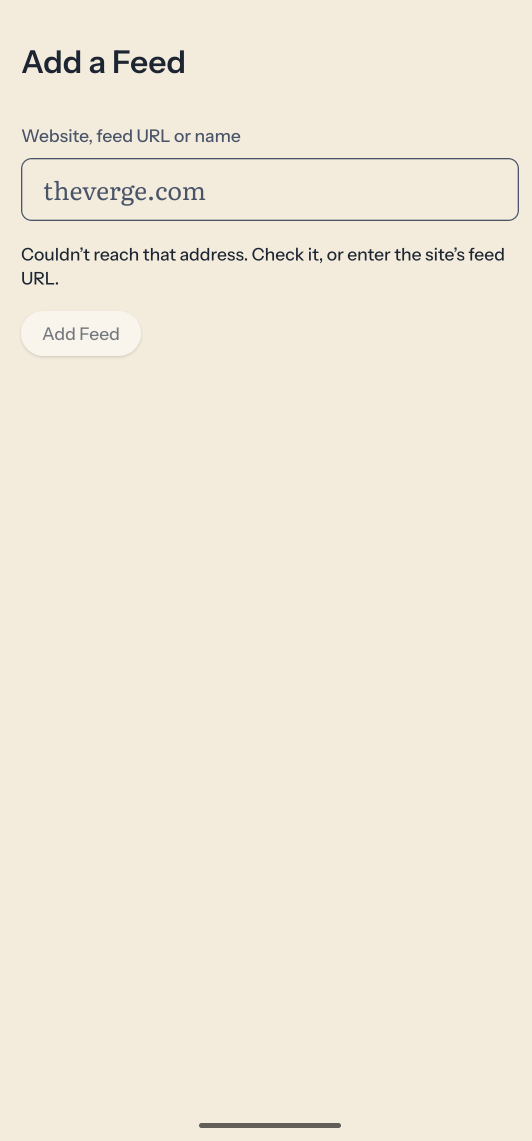 Add a Feed
Website, feed URL or name
theverge.com
Couldn’t reach that address. Check it, or enter the site’s feed
URL.
Add Feed